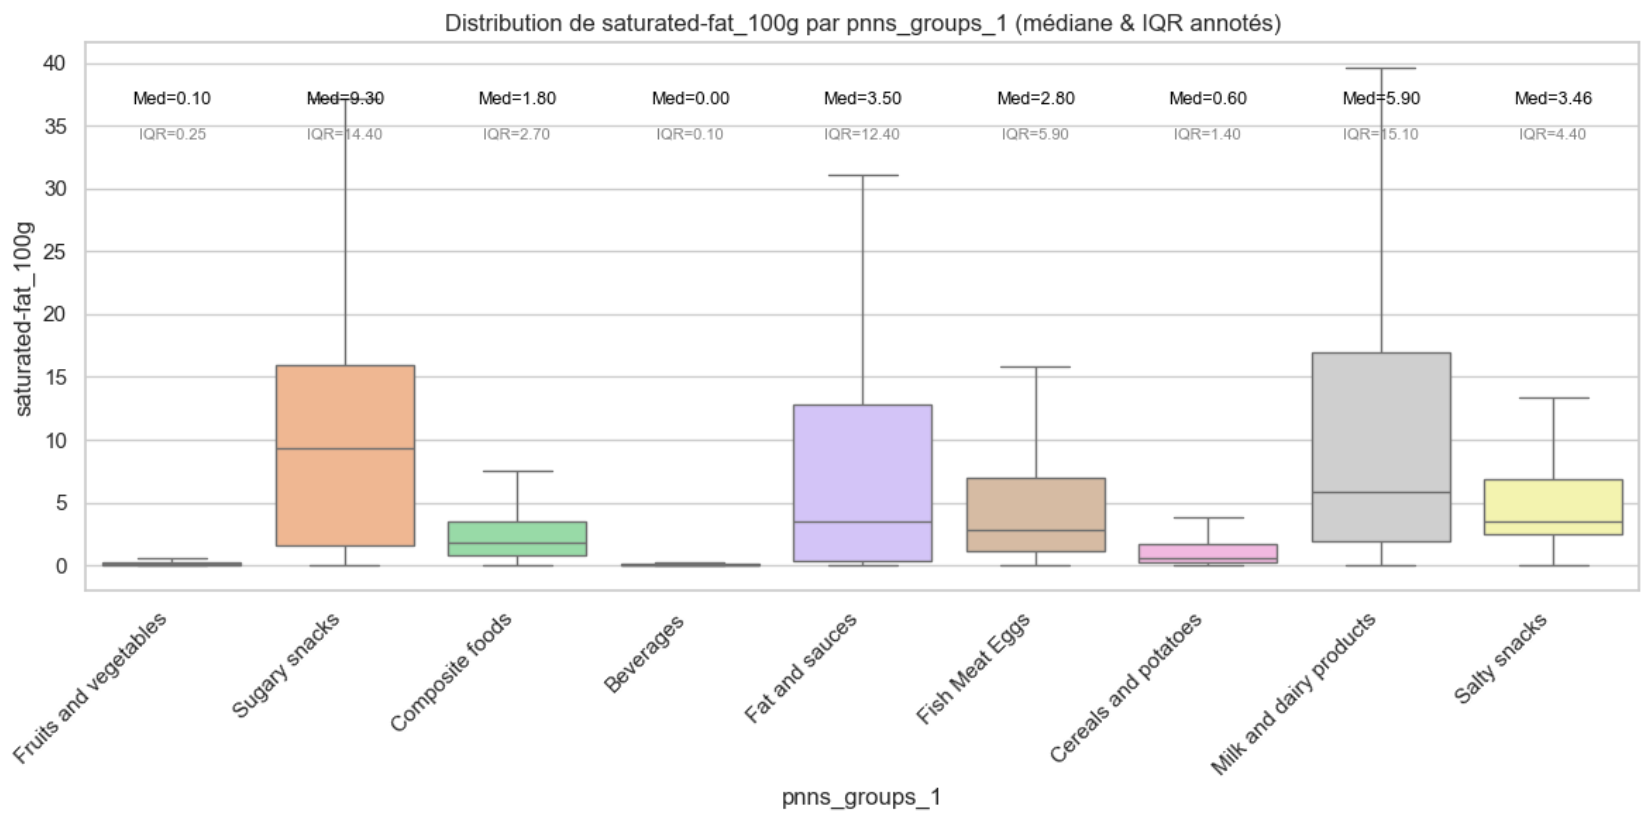 Distribution de saturated-fat_100g par pnns_groups_1 (médiane & IQR annotés)
40
35
30
25
20
15
10
5
0
saturated-fat_100g
Med=0.10 Med=9.30 Med=1.80 Med=0.00 Med=3.50 Med=2.80 Med=0.60 Med=5.90 Med=3.46
IQR=0.25 IQR=14.40 IQR=2.70 IQR=0.10 IQR=12.40 IQR=5.90 IQR=1.40 IQR=15.10 IQR=4.40
Fruits and vegetables
Sugary snacks
Composite foods
Beverages
Fat and sauces
Fish Meat Eggs
Cereals and potatoes
Milk and dairy products
Salty snacks
pnns_groups_1